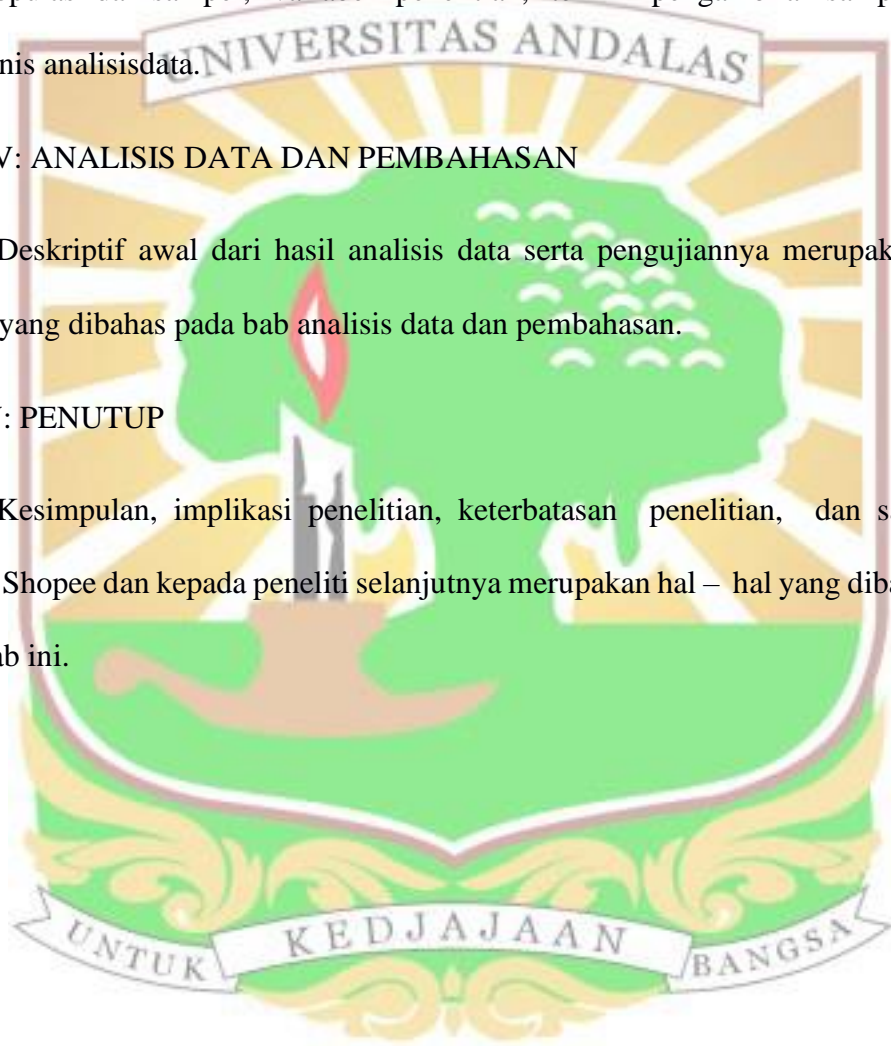 UNIVERSITAS ANDALAS
nis analisisdata.
V: ANALISIS DATA DAN PEMBAHASAN
Deskriptif awal dari hasil analisis data serta pengujiannya merupak
yang dibahas pada bab analisis data dan pembahasan.
: PENUTUP
Kesimpulan, implikasi penelitian, keterbatasan penelitian, dan s
Shopee dan kepada peneliti selanjutnya merupakan hal – hal yang diba
ab ini.
UNTUK KEDJAJAAN BANGSA